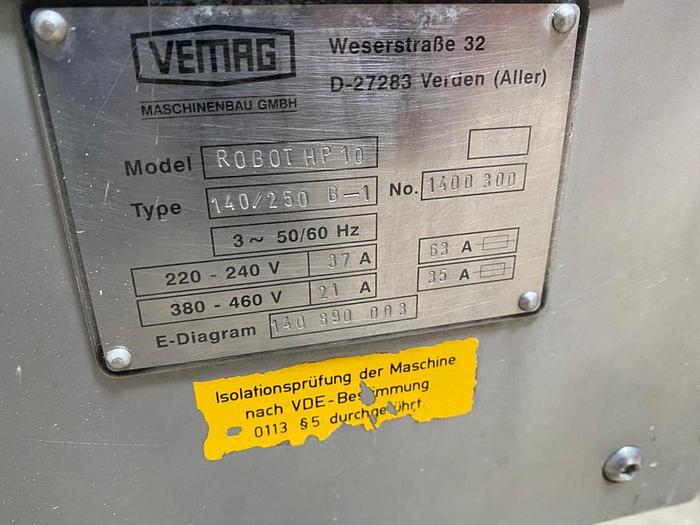 VEMAG
MASCHINENBAU GMBH
Weserstraße 32
D-27283 Verden (Aller)
Model ROBOT HP 10
Type 140/250 B-1 No. 1400 300
3~ 50/60 Hz
220 - 240 V 37 A 63 A
380 - 460 V 21 A 35 A
E-Diagram 140 890 003
Isolationsprüfung der Maschine
nach VDE-Bestimmung
0113 §5 durchgeführt